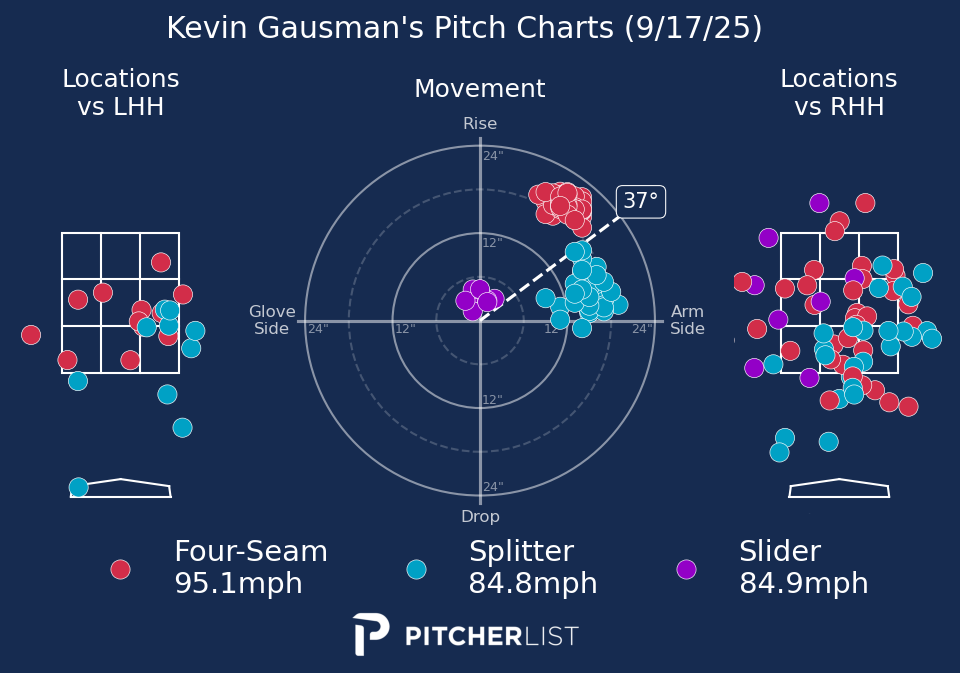 Kevin Gausman's Pitch Charts (9/17/25)
Locations
vs LHH
Movement
Locations
vs RHH
Rise
24"
37°
12"
Glove
Side
24"
12"
12"
24"
Arm
Side
12"
24"
Drop
Four-Seam
95.1mph
Splitter
84.8mph
Slider
84.9mph
PITCHERLIST